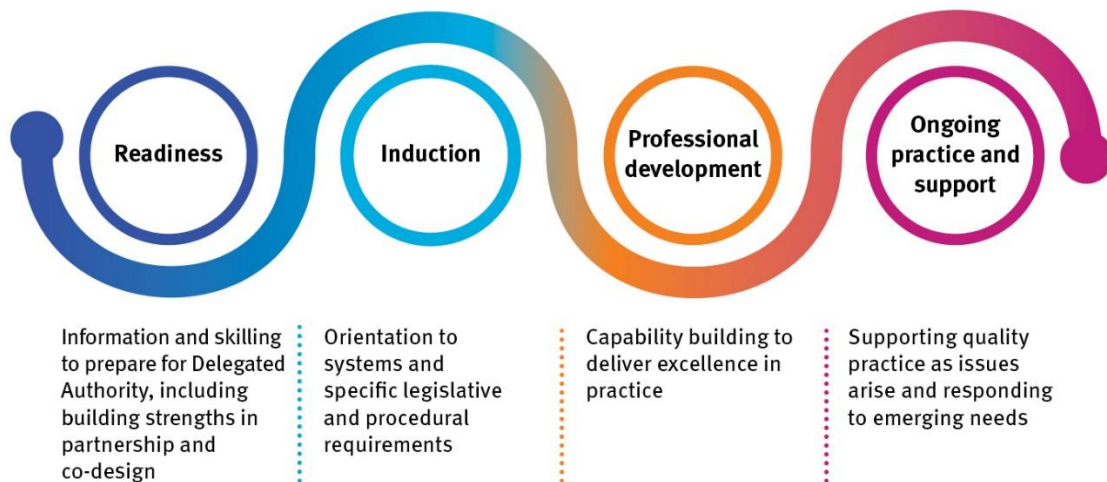 Readiness
Information and skilling
to prepare for Delegated
Authority, including
building strengths in
partnership and
co-design
Induction
Orientation to
systems and
specific legislative
and procedural
requirements
Professional
development
Capability building to
deliver excellence in
practice
Ongoing
practice and
support
Supporting quality
practice as issues
arise and responding
to emerging needs